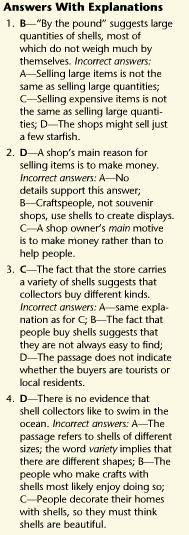 Answers With Explanations
1. B—"By the pound" suggests large
quantities of shells, most of
which do not weigh much by
themselves. Incorrect answers:
A—Selling large items is not the
same as selling large quantities;
C—Selling expensive items is not
the same as selling large quanti-
ties; D—The shops might sell just
a few starfish.
2. D—A shop's main reason for
selling items is to make money.
Incorrect answers: A—No
details support this answer;
B—Craftspeople, not souvenir
shops, use shells to create displays.
C—A shop owner's main motive
is to make money rather than to
help people.
3. C—The fact that the store carries
a variety of shells suggests that
collectors buy different kinds.
Incorrect answers: A—same expla-
nation as for C; B—The fact that
people buy shells suggests that
they are not always easy to find;
D—The passage does not indicate
whether the buyers are tourists or
local residents.
4. D—There is no evidence that
shell collectors like to swim in the
ocean. Incorrect answers: A—The
passage refers to shells of different
sizes; the word variety implies that
there are different shapes; B—The
people who make crafts with
shells most likely enjoy doing so;
C—People decorate their homes
with shells, so they must think
shells are beautiful.